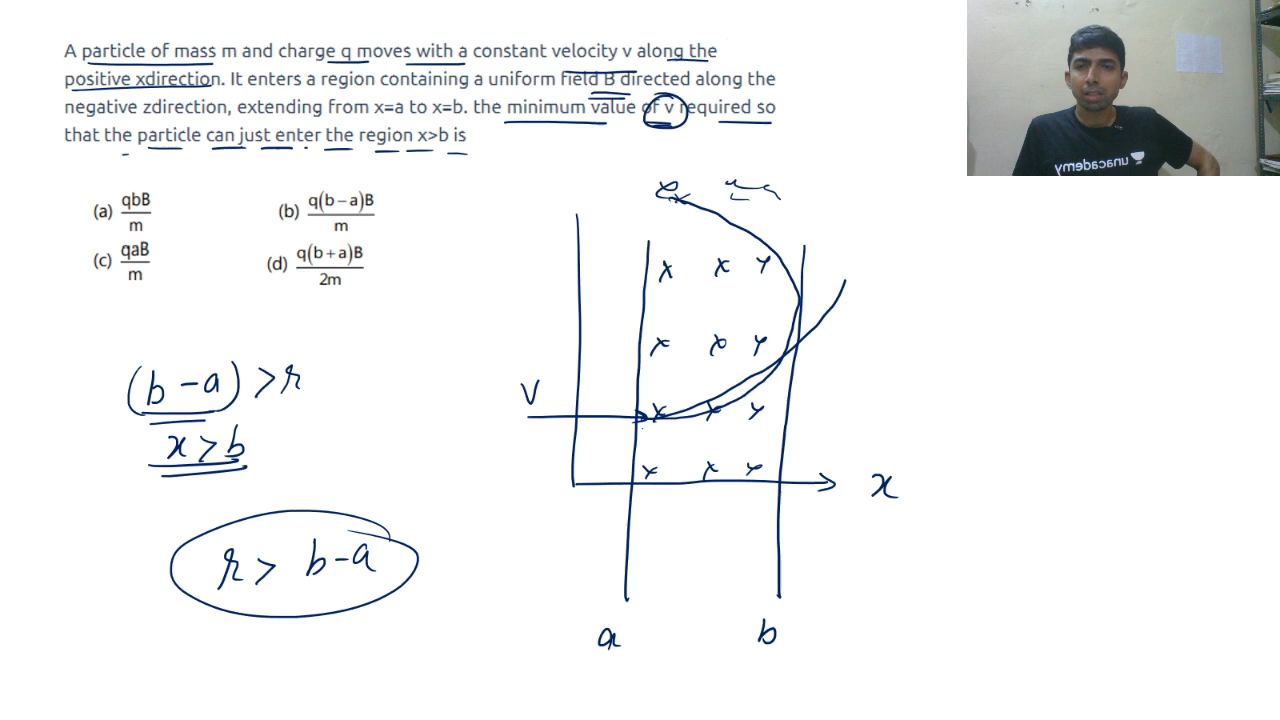 A particle of mass m and charge q moves with a constant velocity v along the
positive xdirection. It enters a region containing a uniform field B directed along the
negative zdirection, extending from x=a to x=b. the minimum value of v required so
that the particle can just enter the region x>b is
(a) qbB/m
(b) q(b−a)B/m
(c) qaB/m
(d) q(b+a)B/2m
unacademy
(b-a) > r
x > b
r > b-a
V
x x x
x x x
x x x
x x x
x
a
b